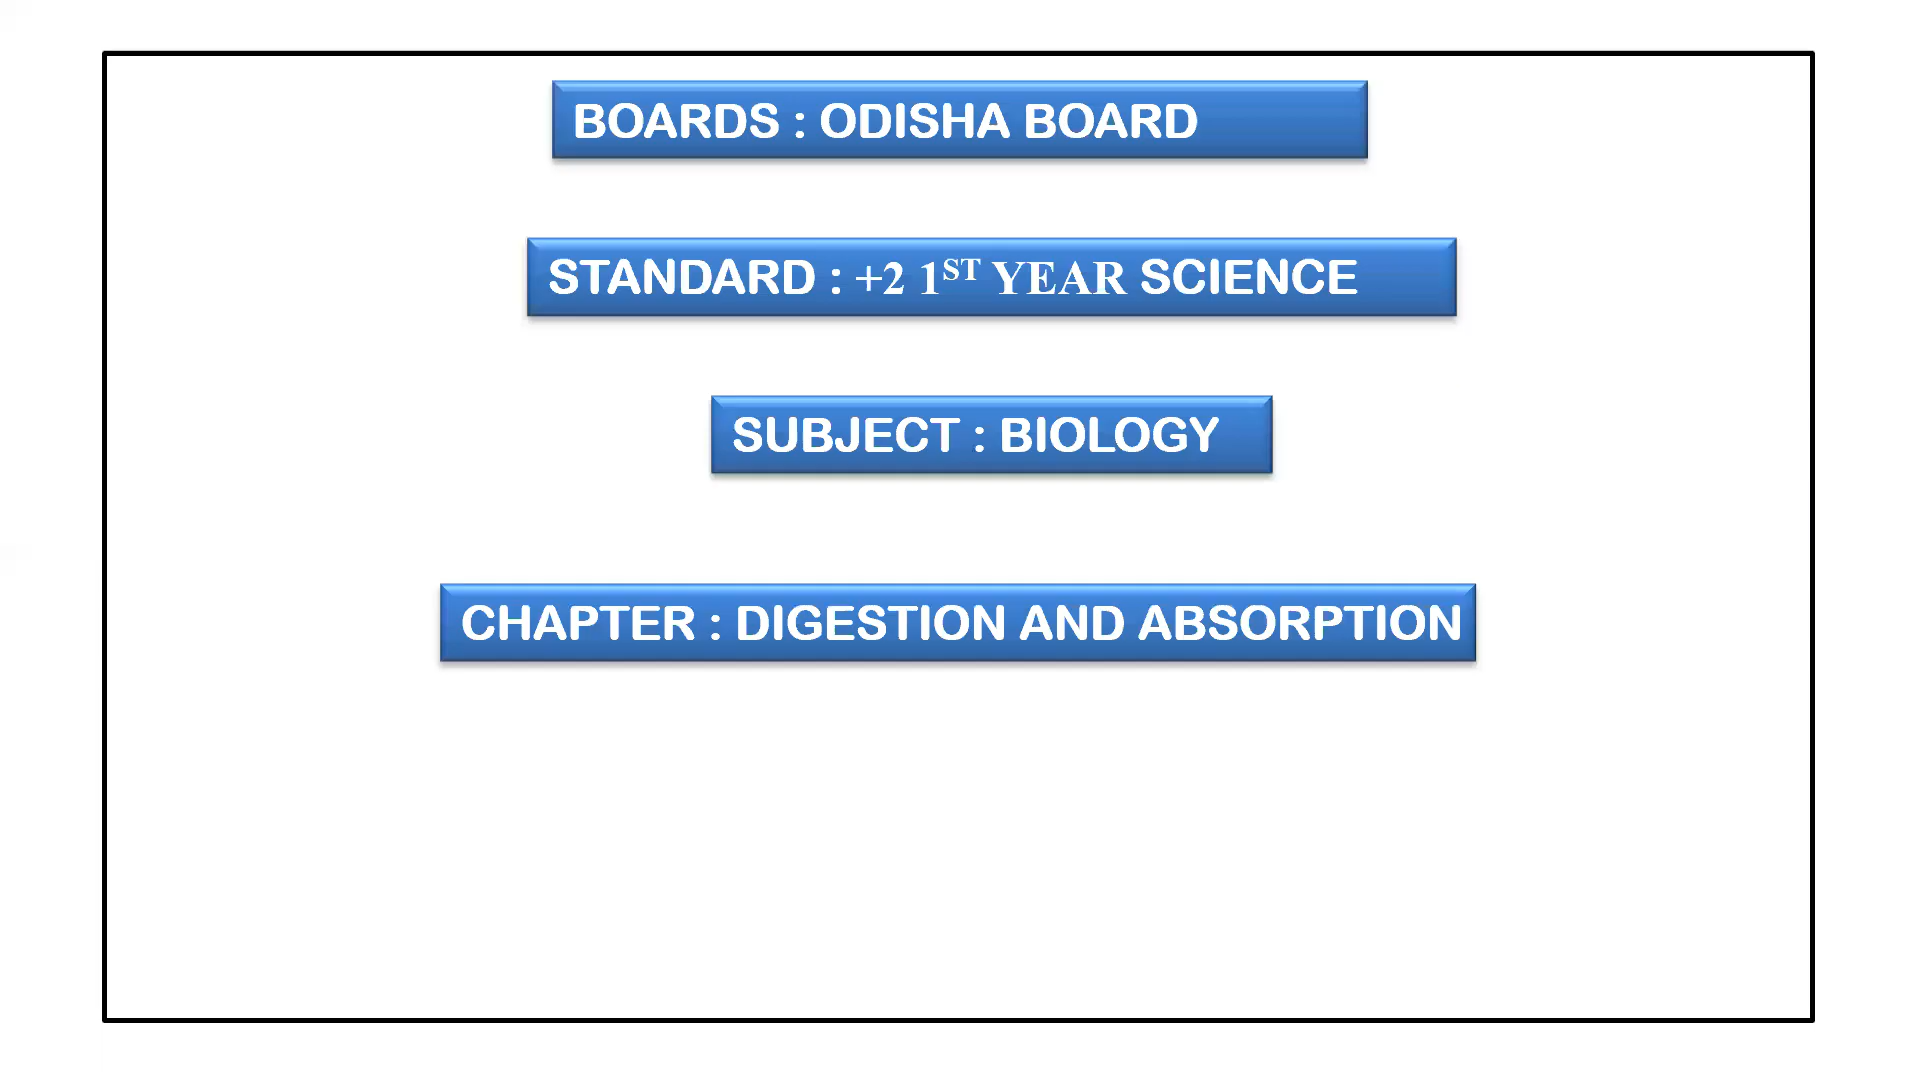 BOARDS : ODISHA BOARD
STANDARD : +2 1ST YEAR SCIENCE
SUBJECT : BIOLOGY
CHAPTER : DIGESTION AND ABSORPTION